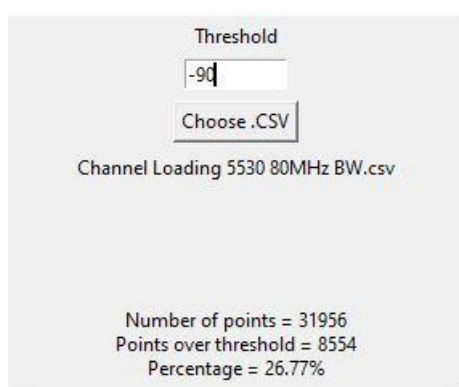 Threshold
-90
Choose .CSV
Channel Loading 5530 80MHz BW.csv
Number of points = 31956
Points over threshold = 8554
Percentage = 26.77%